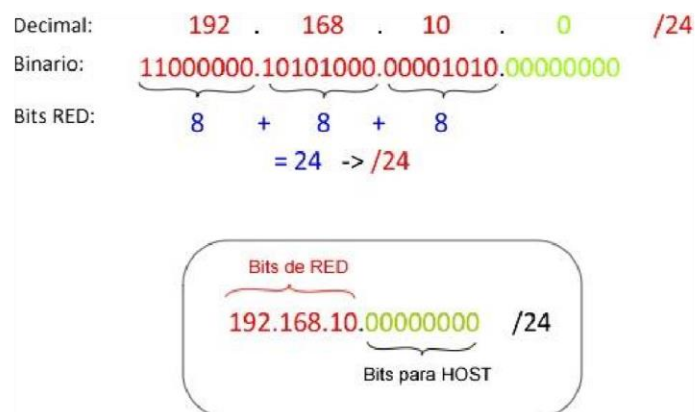 Decimal: 192 . 168 . 10 . 0 /24
Binario: 11000000.10101000.00001010.00000000
Bits RED: 8 + 8 + 8
= 24 -> /24
Bits de RED
192.168.10.00000000 /24
Bits para HOST